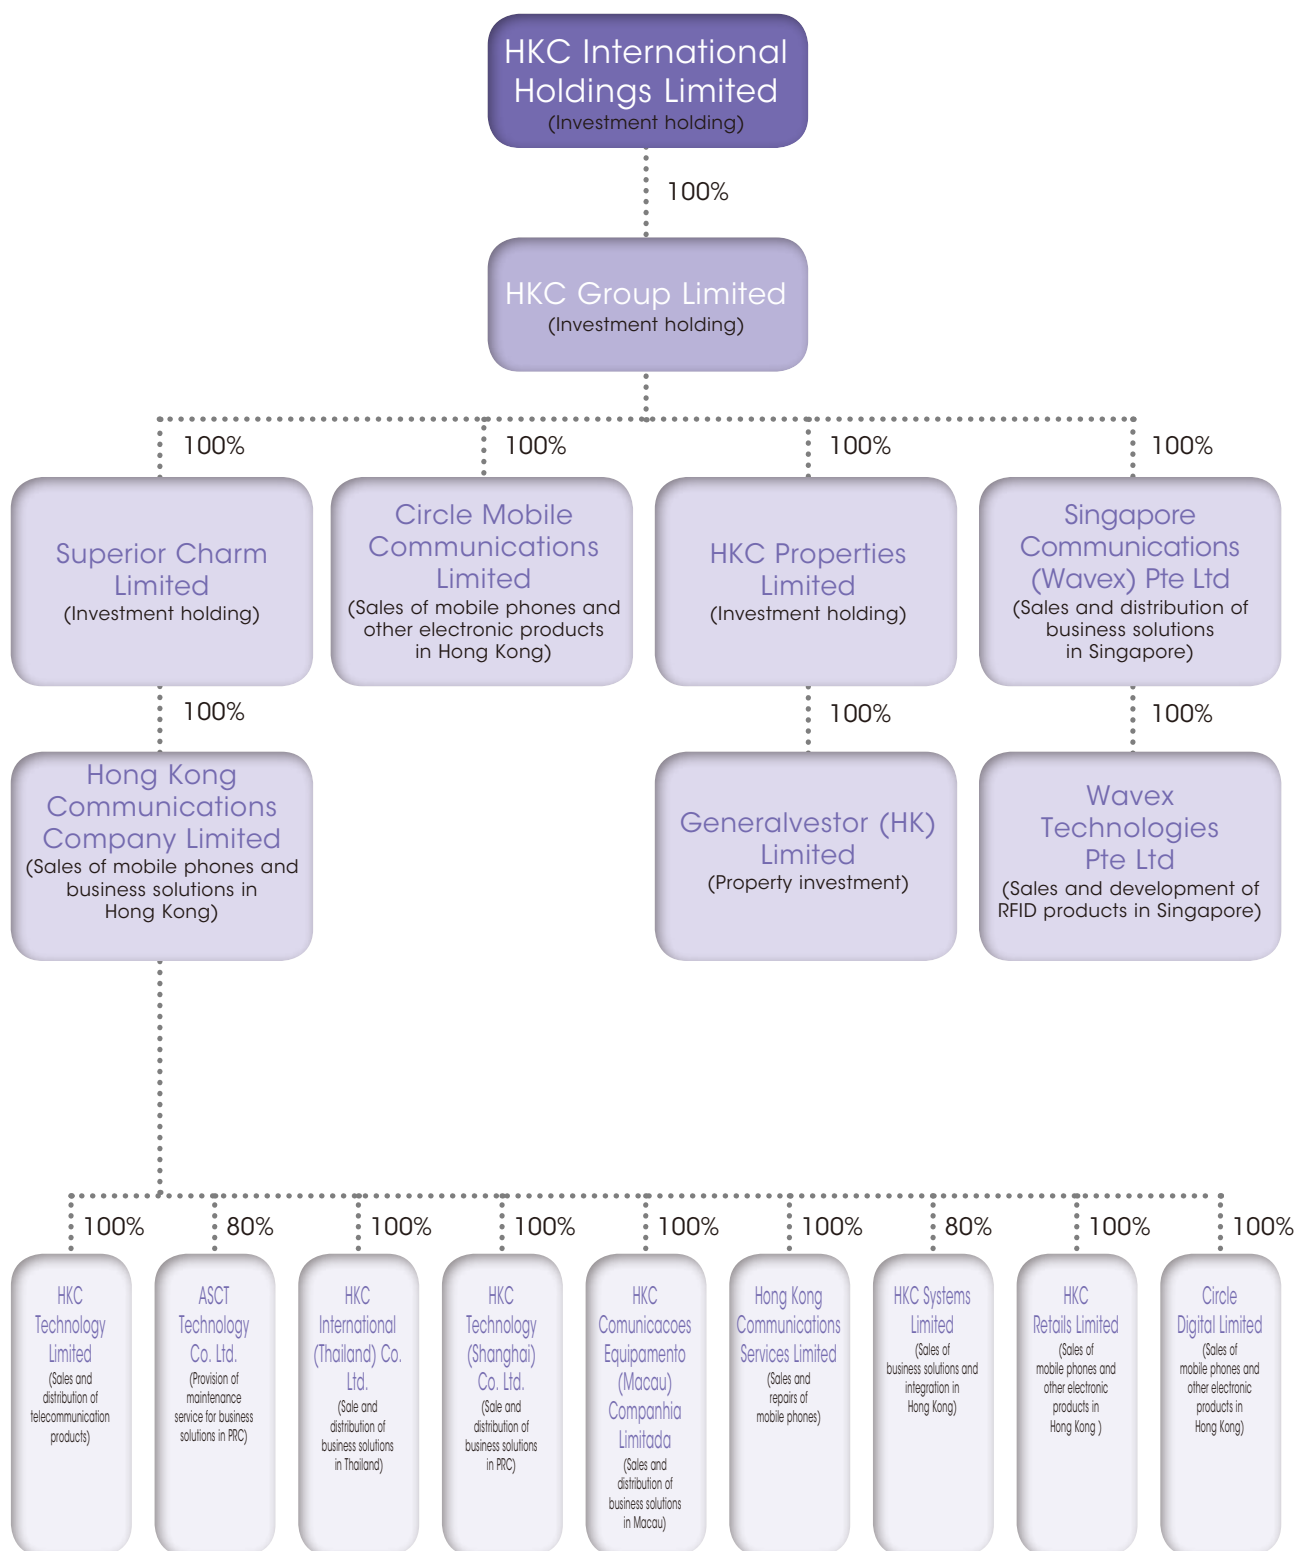 HKC International
Holdings Limited
(Investment holding)
100%
HKC Group Limited
(Investment holding)
100%
100%
100%
100%
Superior Charm
Limited
(Investment holding)
Circle Mobile
Communications
Limited
(Sales of mobile phones and
other electronic products
in Hong Kong)
HKC Properties
Limited
(Investment holding)
Singapore
Communications
(Wavex) Pte Ltd
(Sales and distribution of
business solutions
in Singapore)
100%
100%
100%
Hong Kong
Communications
Company Limited
(Sales of mobile phones and
business solutions in
Hong Kong)
Generalvestor (HK)
Limited
(Property investment)
Wavex
Technologies
Pte Ltd
(Sales and development of
RFID products in Singapore)
100%
80%
100%
100%
100%
100%
80%
100%
100%
HKC
Technology
Limited
(Sales and
distribution of
telecommunication
products)
ASCT
Technology
Co. Ltd.
(Provision of
maintenance
service for business
solutions in PRC)
HKC
International
(Thailand) Co.
Ltd.
(Sale and
distribution of
business solutions
in Thailand)
HKC
Technology
(Shanghai)
Co. Ltd.
(Sale and
distribution of
business solutions
in PRC)
HKC
Comunicacoes
Equipamento
(Macau)
Companhia
Limitada
(Sales and
distribution of
business solutions
in Macau)
Hong Kong
Communications
Services Limited
(Sales and
repairs of
mobile phones)
HKC Systems
Limited
(Sales of
business solutions and
integration in
Hong Kong)
HKC
Retails Limited
(Sales of
mobile phones and
other electronic
products in
Hong Kong )
Circle
Digital Limited
(Sales of
mobile phones and
other electronic
products in
Hong Kong)